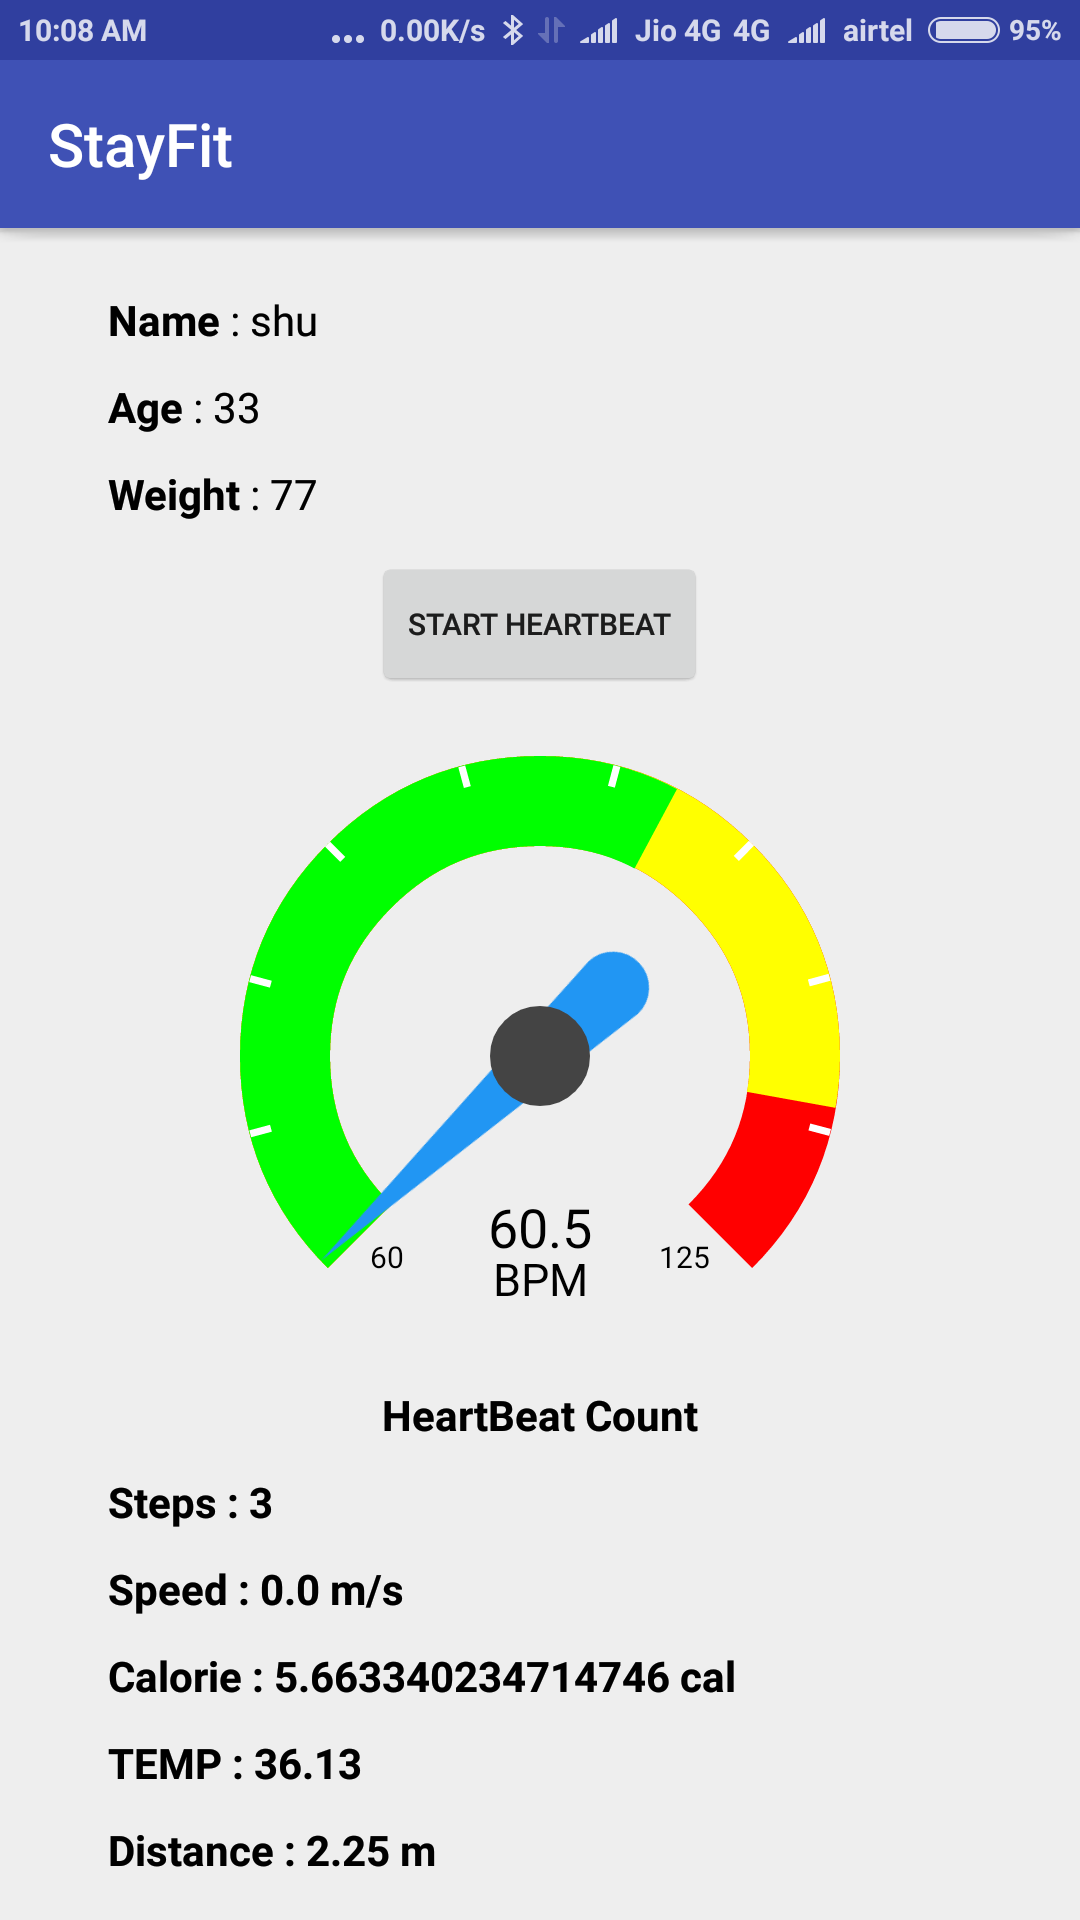 10:08 AM ... 0.00K/s Jio 4G 4G airtel 95%
StayFit
Name : shu
Age : 33
Weight : 77
START HEARTBEAT
60 60.5 125
BPM
HeartBeat Count
Steps : 3
Speed : 0.0 m/s
Calorie : 5.663340234714746 cal
TEMP : 36.13
Distance : 2.25 m